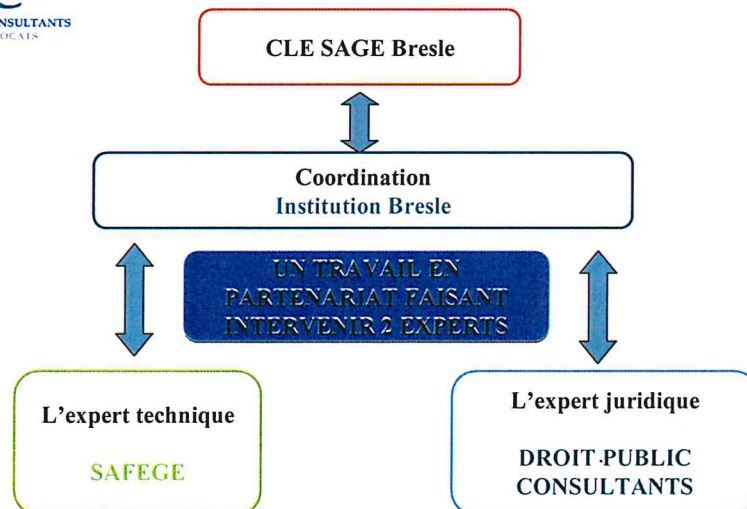 CONSULTANTS
CLE SAGE Bresle
Coordination
Institution Bresle
UN TRAVAIL EN
PARTENARIAT FAISANT
INTERVENIR 2 EXPERTS
L'expert technique
SAFEGE
L'expert juridique
DROIT-PUBLIC
CONSULTANTS